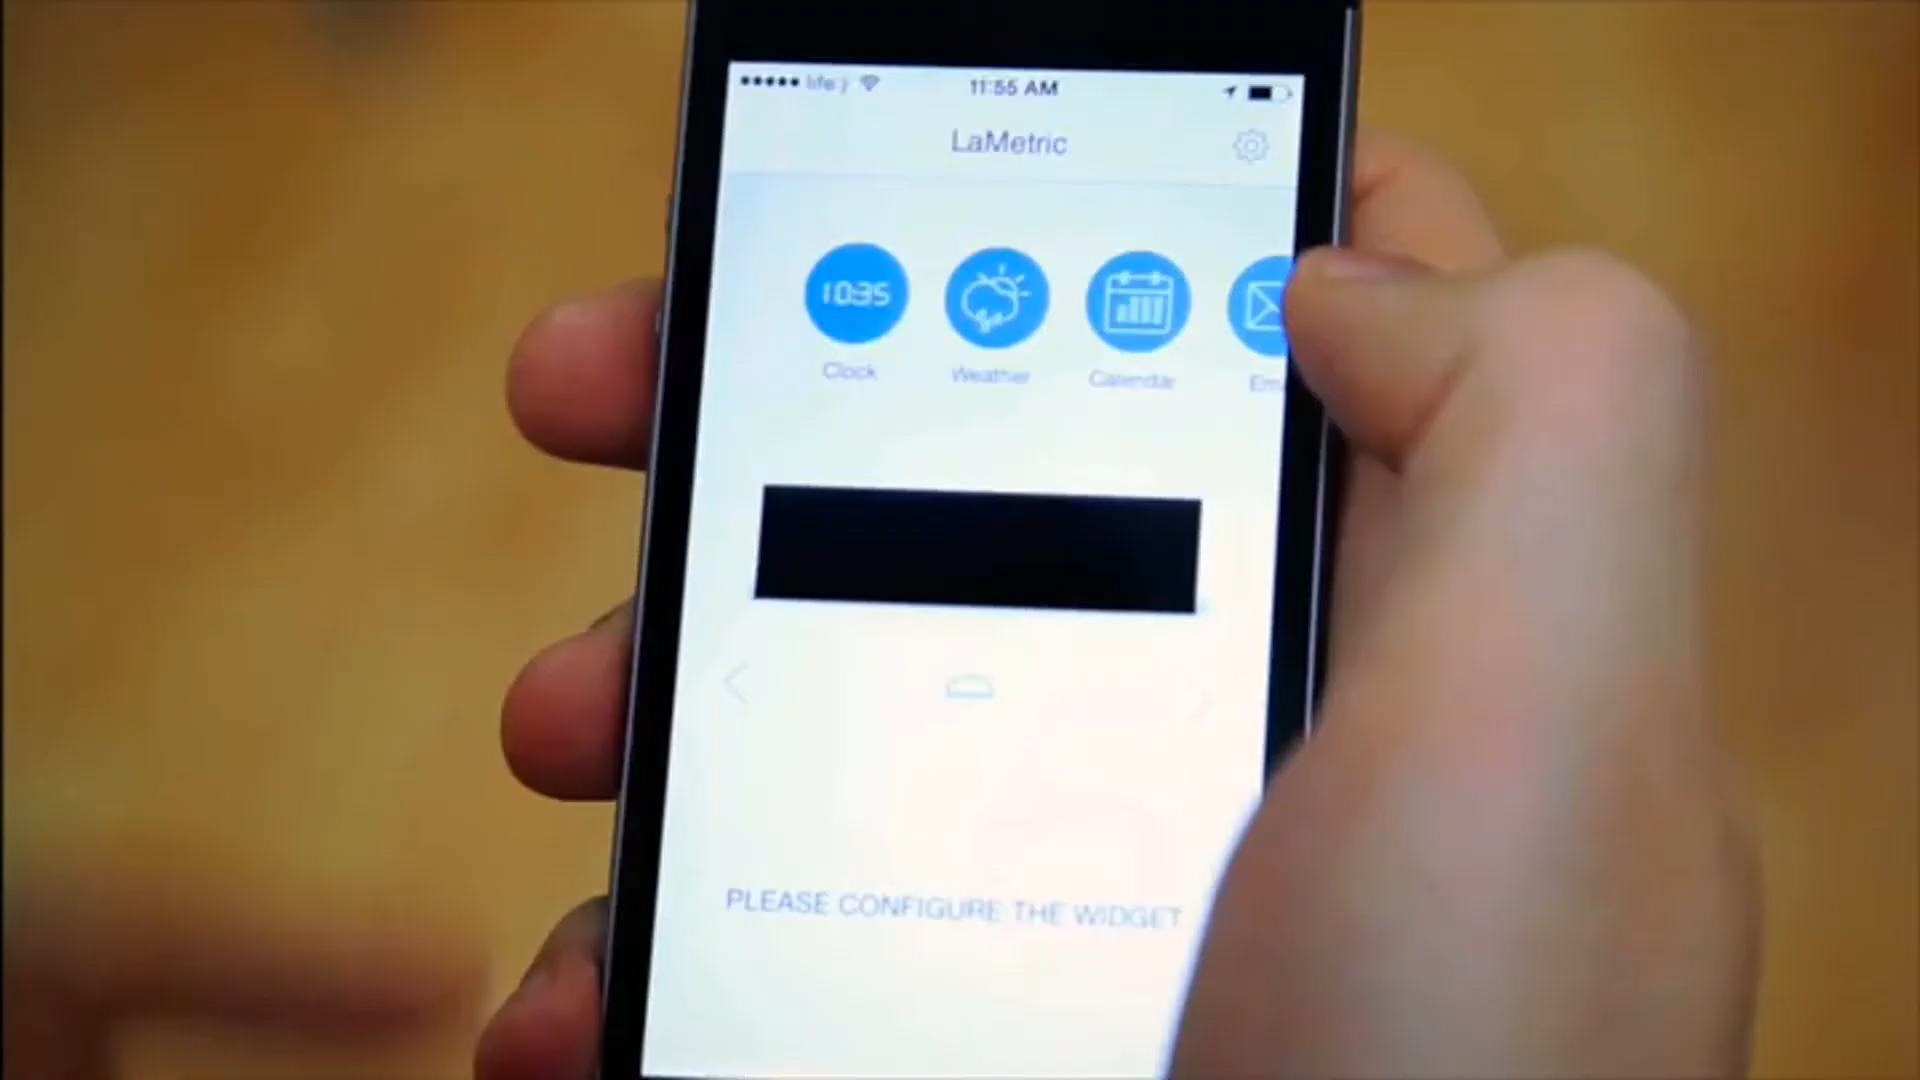 life:) 11:55 AM
LaMetric
10:35
Clock Weather Calendar
PLEASE CONFIGURE THE WIDGET